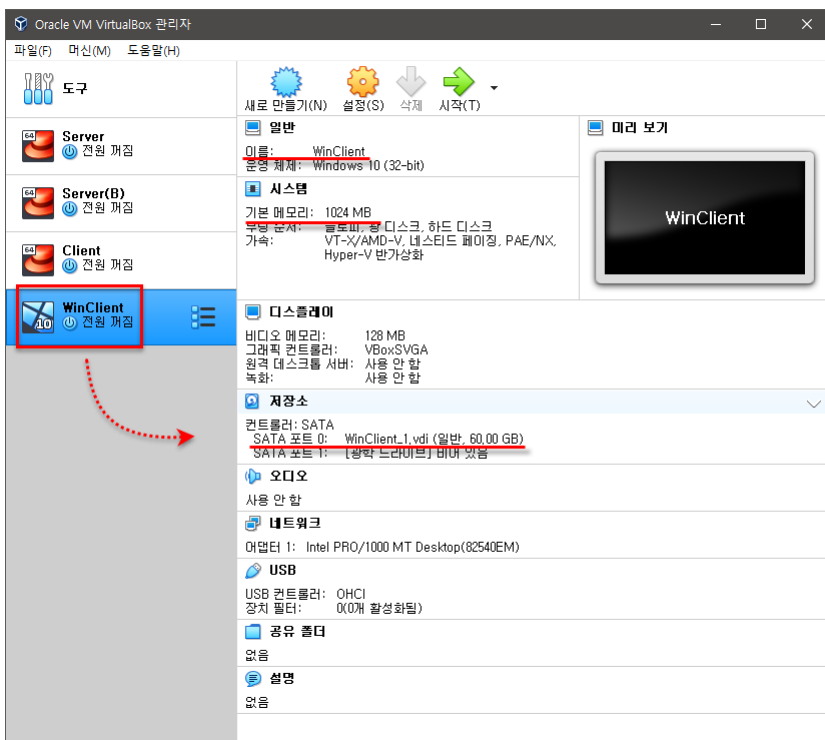 Oracle VM VirtualBox 관리자
파일(F) 머신(M) 도움말(H)
도구
새로 만들기(N) 설정(S) 삭제 시작(T)
64 Server
전원 꺼짐
64 Server(B)
전원 꺼짐
64 Client
전원 꺼짐
10 WinClient
전원 꺼짐
일반
이름: WinClient
운영 체제: Windows 10 (32-bit)
미리 보기
WinClient
시스템
기본 메모리: 1024 MB
부팅 순서: 플로피, 광 디스크, 하드 디스크
가속: VT-X/AMD-V, 네스티드 페이징, PAE/NX,
Hyper-V 반가상화
디스플레이
비디오 메모리: 128 MB
그래픽 컨트롤러: VBoxSVGA
원격 데스크톱 서버: 사용 안 함
녹화: 사용 안 함
저장소
컨트롤러: SATA
SATA 포트 0: WinClient_1.vdi (일반, 60.00 GB)
SATA 포트 1: [광학 드라이브] 비어 있음
오디오
사용 안 함
네트워크
어댑터 1: Intel PRO/1000 MT Desktop(82540EM)
USB
USB 컨트롤러: OHCI
장치 필터: 0(0개 활성화됨)
공유 폴더
없음
설명
없음